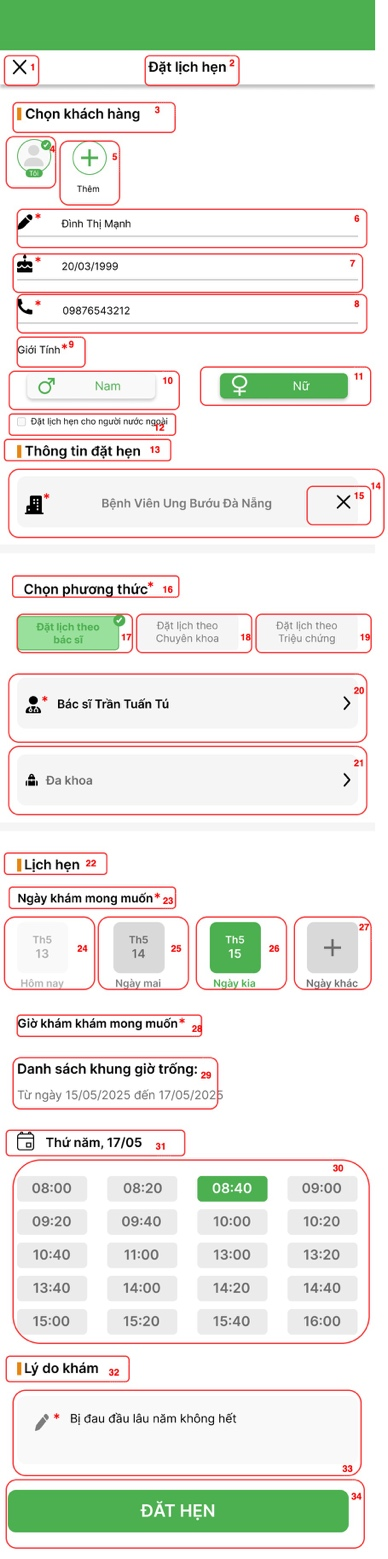 1
Đặt lịch hẹn 2
Chọn khách hàng 3
4
Tôi
5
Thêm
* Đinh Thị Mạnh 6
* 20/03/1999 7
* 09876543212 8
Giới Tính* 9
Nam 10
Nữ 11
Đặt lịch hẹn cho người nước ngoài
12
Thông tin đặt hẹn 13
14
* Bệnh Viên Ung Bướu Đà Nẵng 15
Chọn phương thức* 16
Đặt lịch theo
bác sĩ 17
Đặt lịch theo
Chuyên khoa 18
Đặt lịch theo
Triệu chứng 19
20
* Bác sĩ Trần Tuấn Tú
21
Đa khoa
Lịch hẹn 22
Ngày khám mong muốn* 23
Th5
13
Hôm nay
24
Th5
14
Ngày mai
25
Th5
15
Ngày kia
26
27
+
Ngày khác
Giờ khám khám mong muốn* 28
Danh sách khung giờ trống: 29
Từ ngày 15/05/2025 đến 17/05/2025
Thứ năm, 17/05 31
30
08:00 08:20 08:40 09:00
09:20 09:40 10:00 10:20
10:40 11:00 13:00 13:20
13:40 14:00 14:20 14:40
15:00 15:20 15:40 16:00
Lý do khám 32
* Bị đau đầu lâu năm không hết
33
34
ĐĂT HẸN